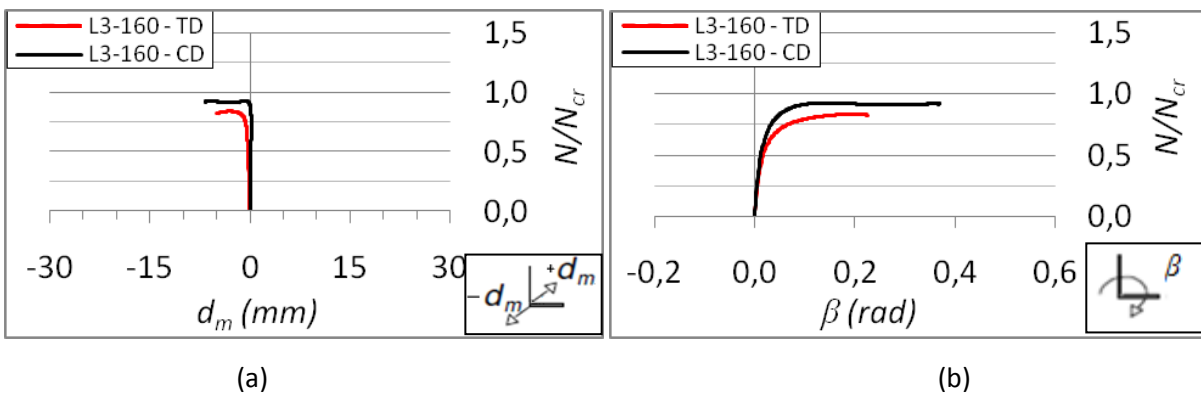 L3-160 - TD
L3-160 - CD
1,5
1,0
0,5
0,0
N/Ncr
-30 -15 0 15 30
dm (mm)
+dm
−dm
(a)
L3-160 - TD
L3-160 - CD
1,5
1,0
0,5
0,0
N/Ncr
-0,2 0,0 0,2 0,4 0,6
β (rad)
β
(b)